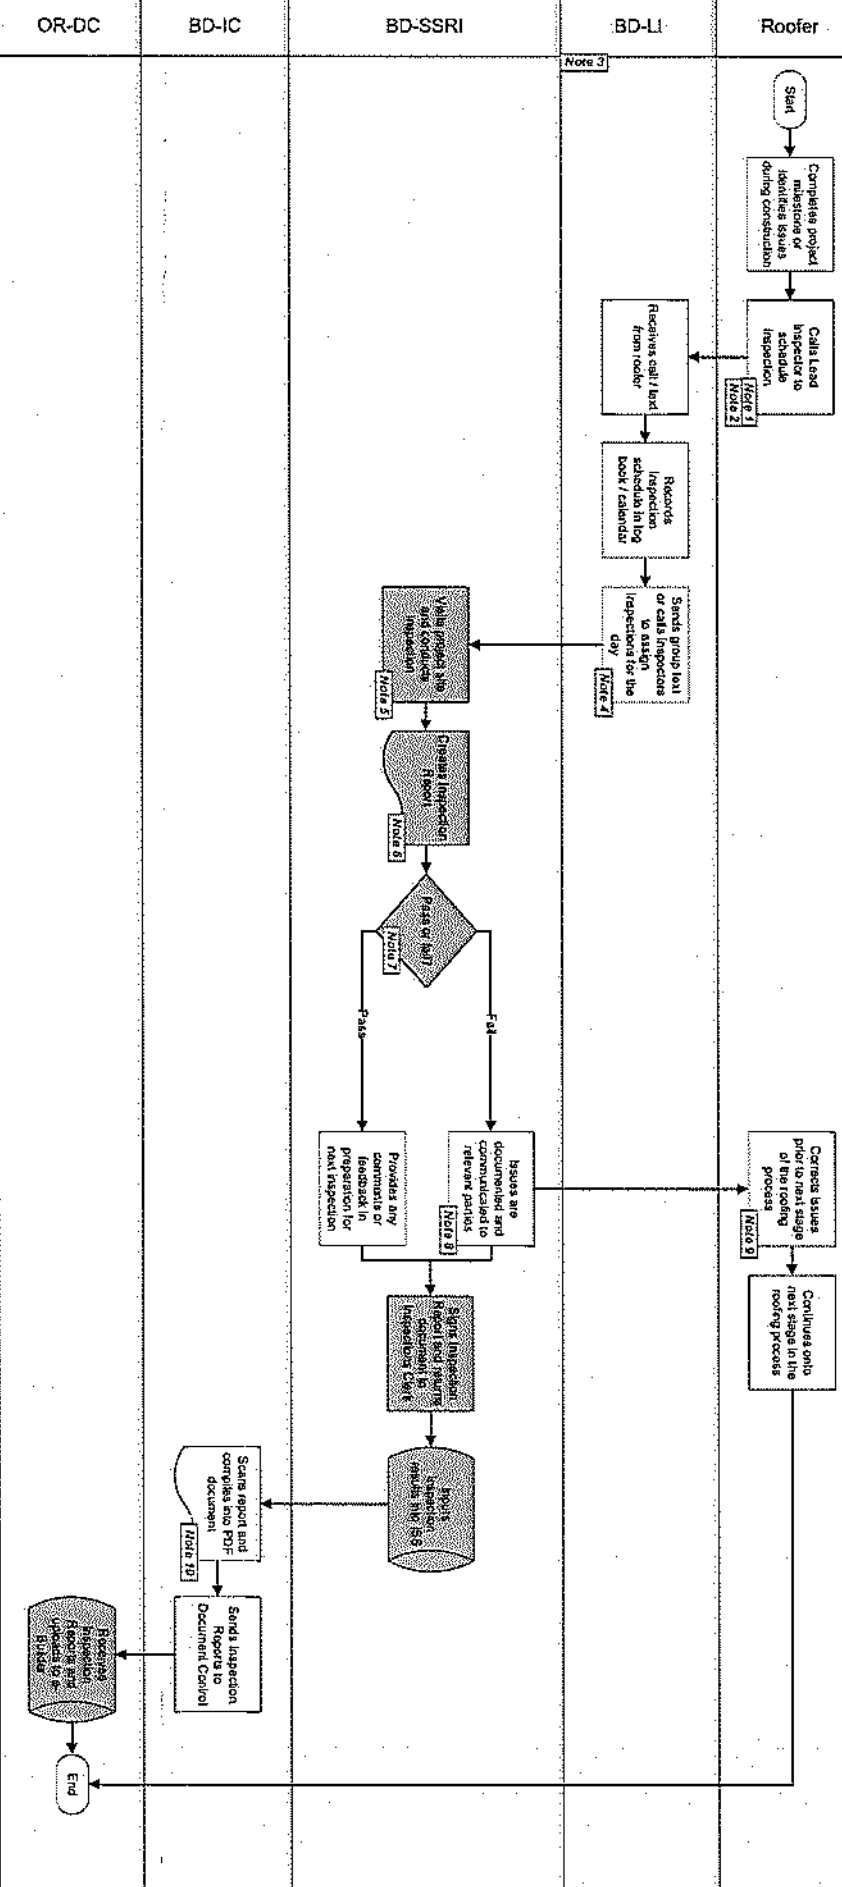 OR-DC
BD-IC
BD-SSRI
BD-LI
Roofer
Note 3
Start
Completes project
milestone or
identifies issues
during construction
Calls Lead
Inspector to
schedule
inspection
Note 1
Note 2
Receives call / text
from roofer
Records
Inspection
schedule in log
book / calendar
Sends group text
or calls inspectors
to assign
inspections for the
day
Note 4
Visits project site
and conducts
inspection
Note 5
Creates Inspection
Report
Note 6
Pass or fail?
Note 7
Fail
Pass
Issues are
documented and
communicated to
relevant parties
Note 8
Provides any
comments or
feedback in
preparation for
next inspection
Corrects issues
prior to next stage
of the roofing
process
Note 9
Continues onto
next stage in the
roofing process
Signs Inspection
Report and returns
document to
Inspections Clerk
Inputs
inspection
results into
Scans report and
compiles into PDF
document
Note 10
Sends Inspection
Reports to
Document Control
Receives
Inspection
Reports and
uploads to e-
Builder
End